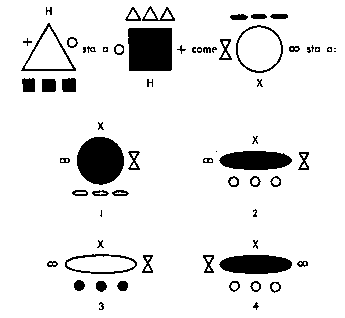 H
+ sta a + come ∞ sta a:
H X
X X
∞ ∞
1 2
X X
∞ ∞
3 4